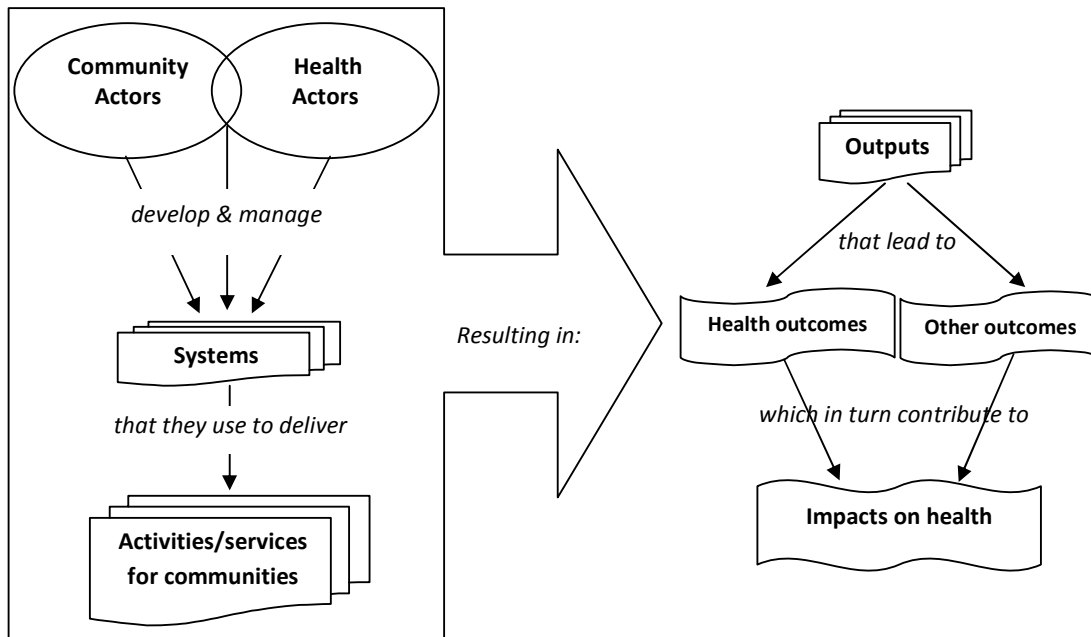 Community
Actors
Health
Actors
develop & manage
Systems
that they use to deliver
Activities/services
for communities
Resulting in:
Outputs
that lead to
Health outcomes
Other outcomes
which in turn contribute to
Impacts on health